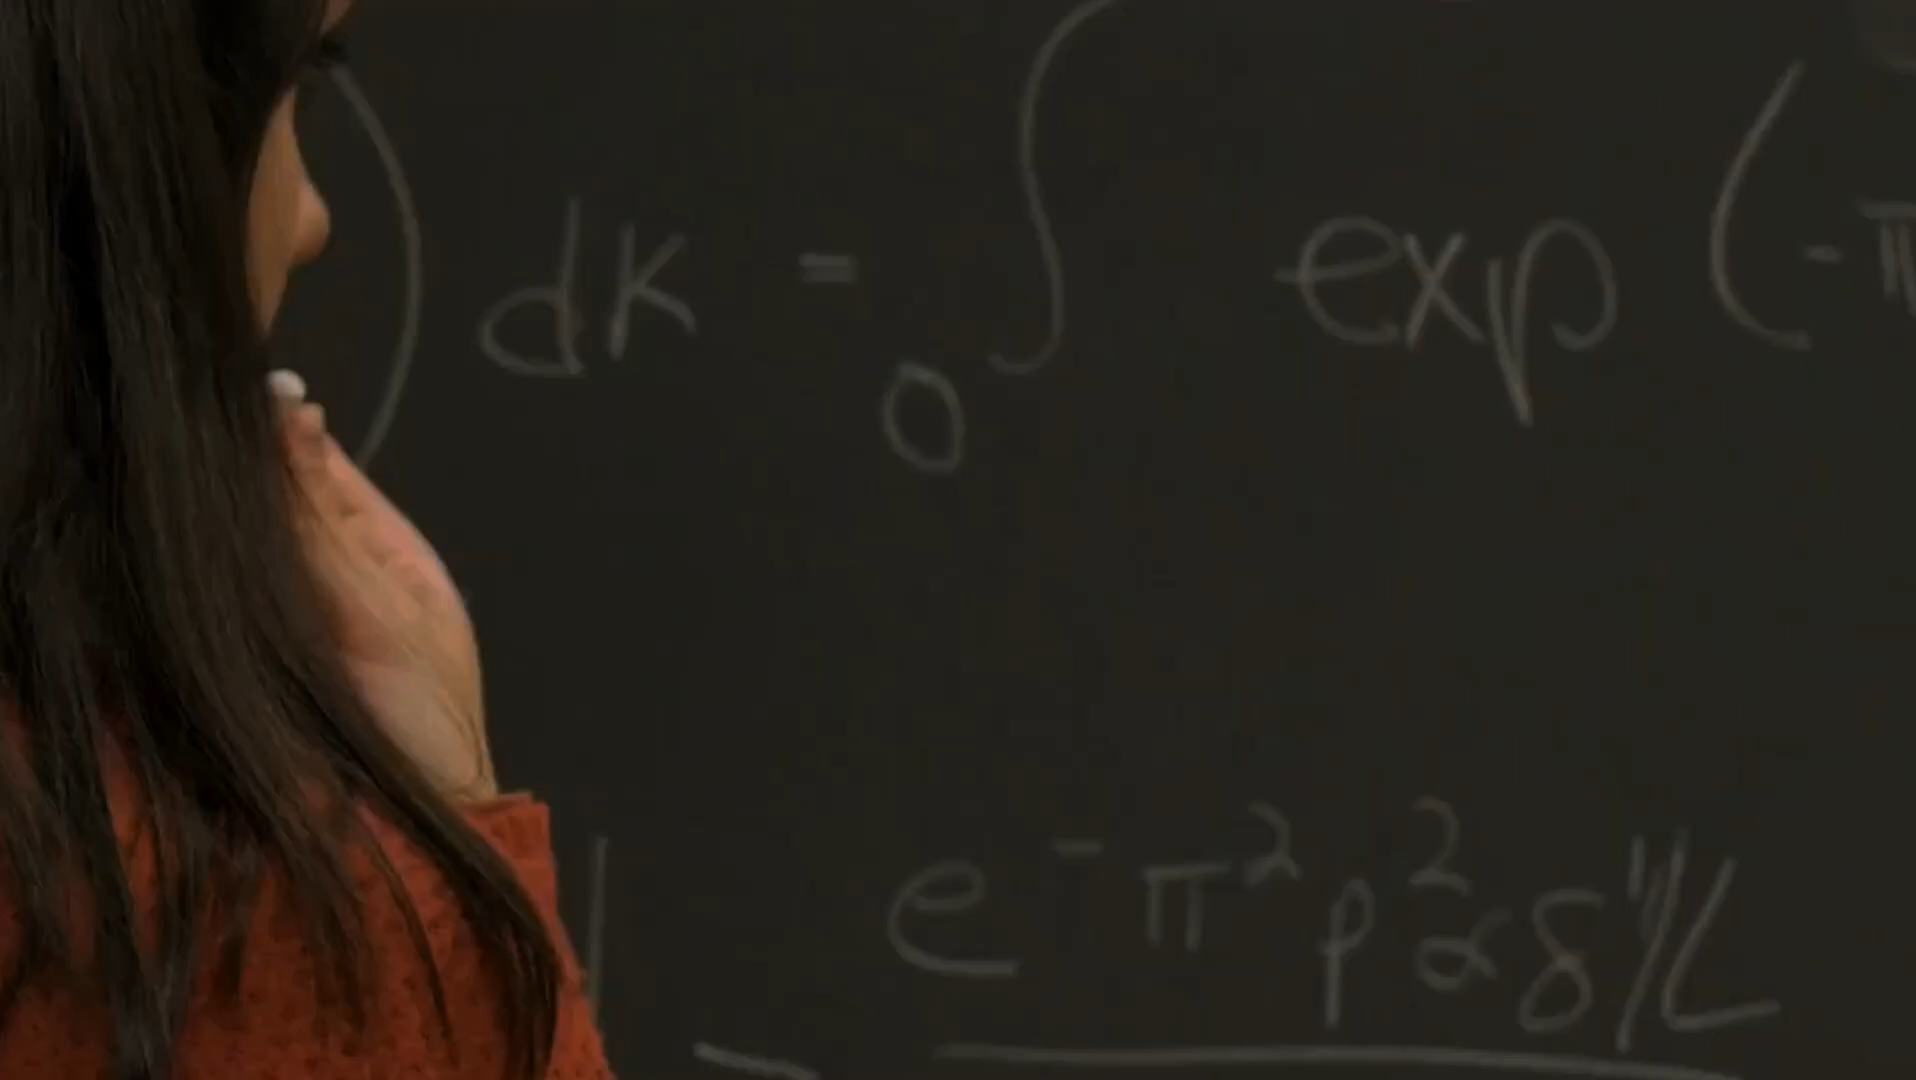 ) dK = ∫₀ exp (-π
e^-π²ρ²αδ''/L